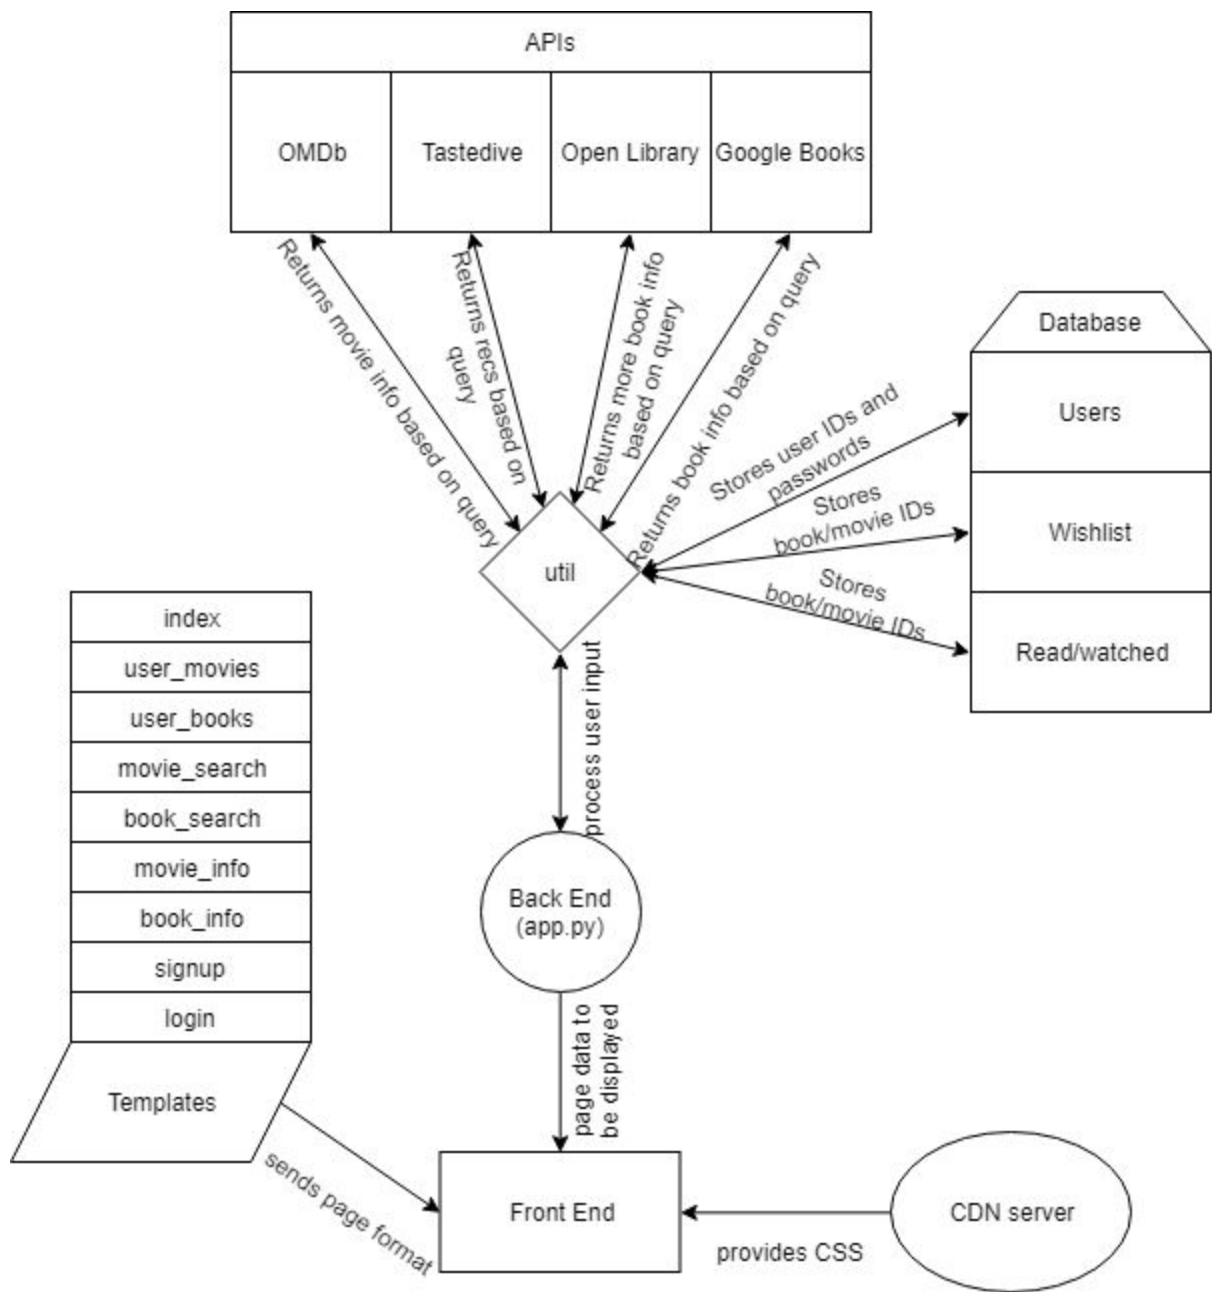 APIs
OMDb
Tastedive
Open Library
Google Books
Returns movie info based on query
Returns recs based on
query
Returns more book info
based on query
Returns book info based on query
Database
Users
Wishlist
Read/watched
Stores user IDs and
passwords
Stores
book/movie IDs
Stores
book/movie IDs
util
process user input
index
user_movies
user_books
movie_search
book_search
movie_info
book_info
signup
login
Templates
Back End
(app.py)
page data to
be displayed
sends page format
Front End
provides CSS
CDN server